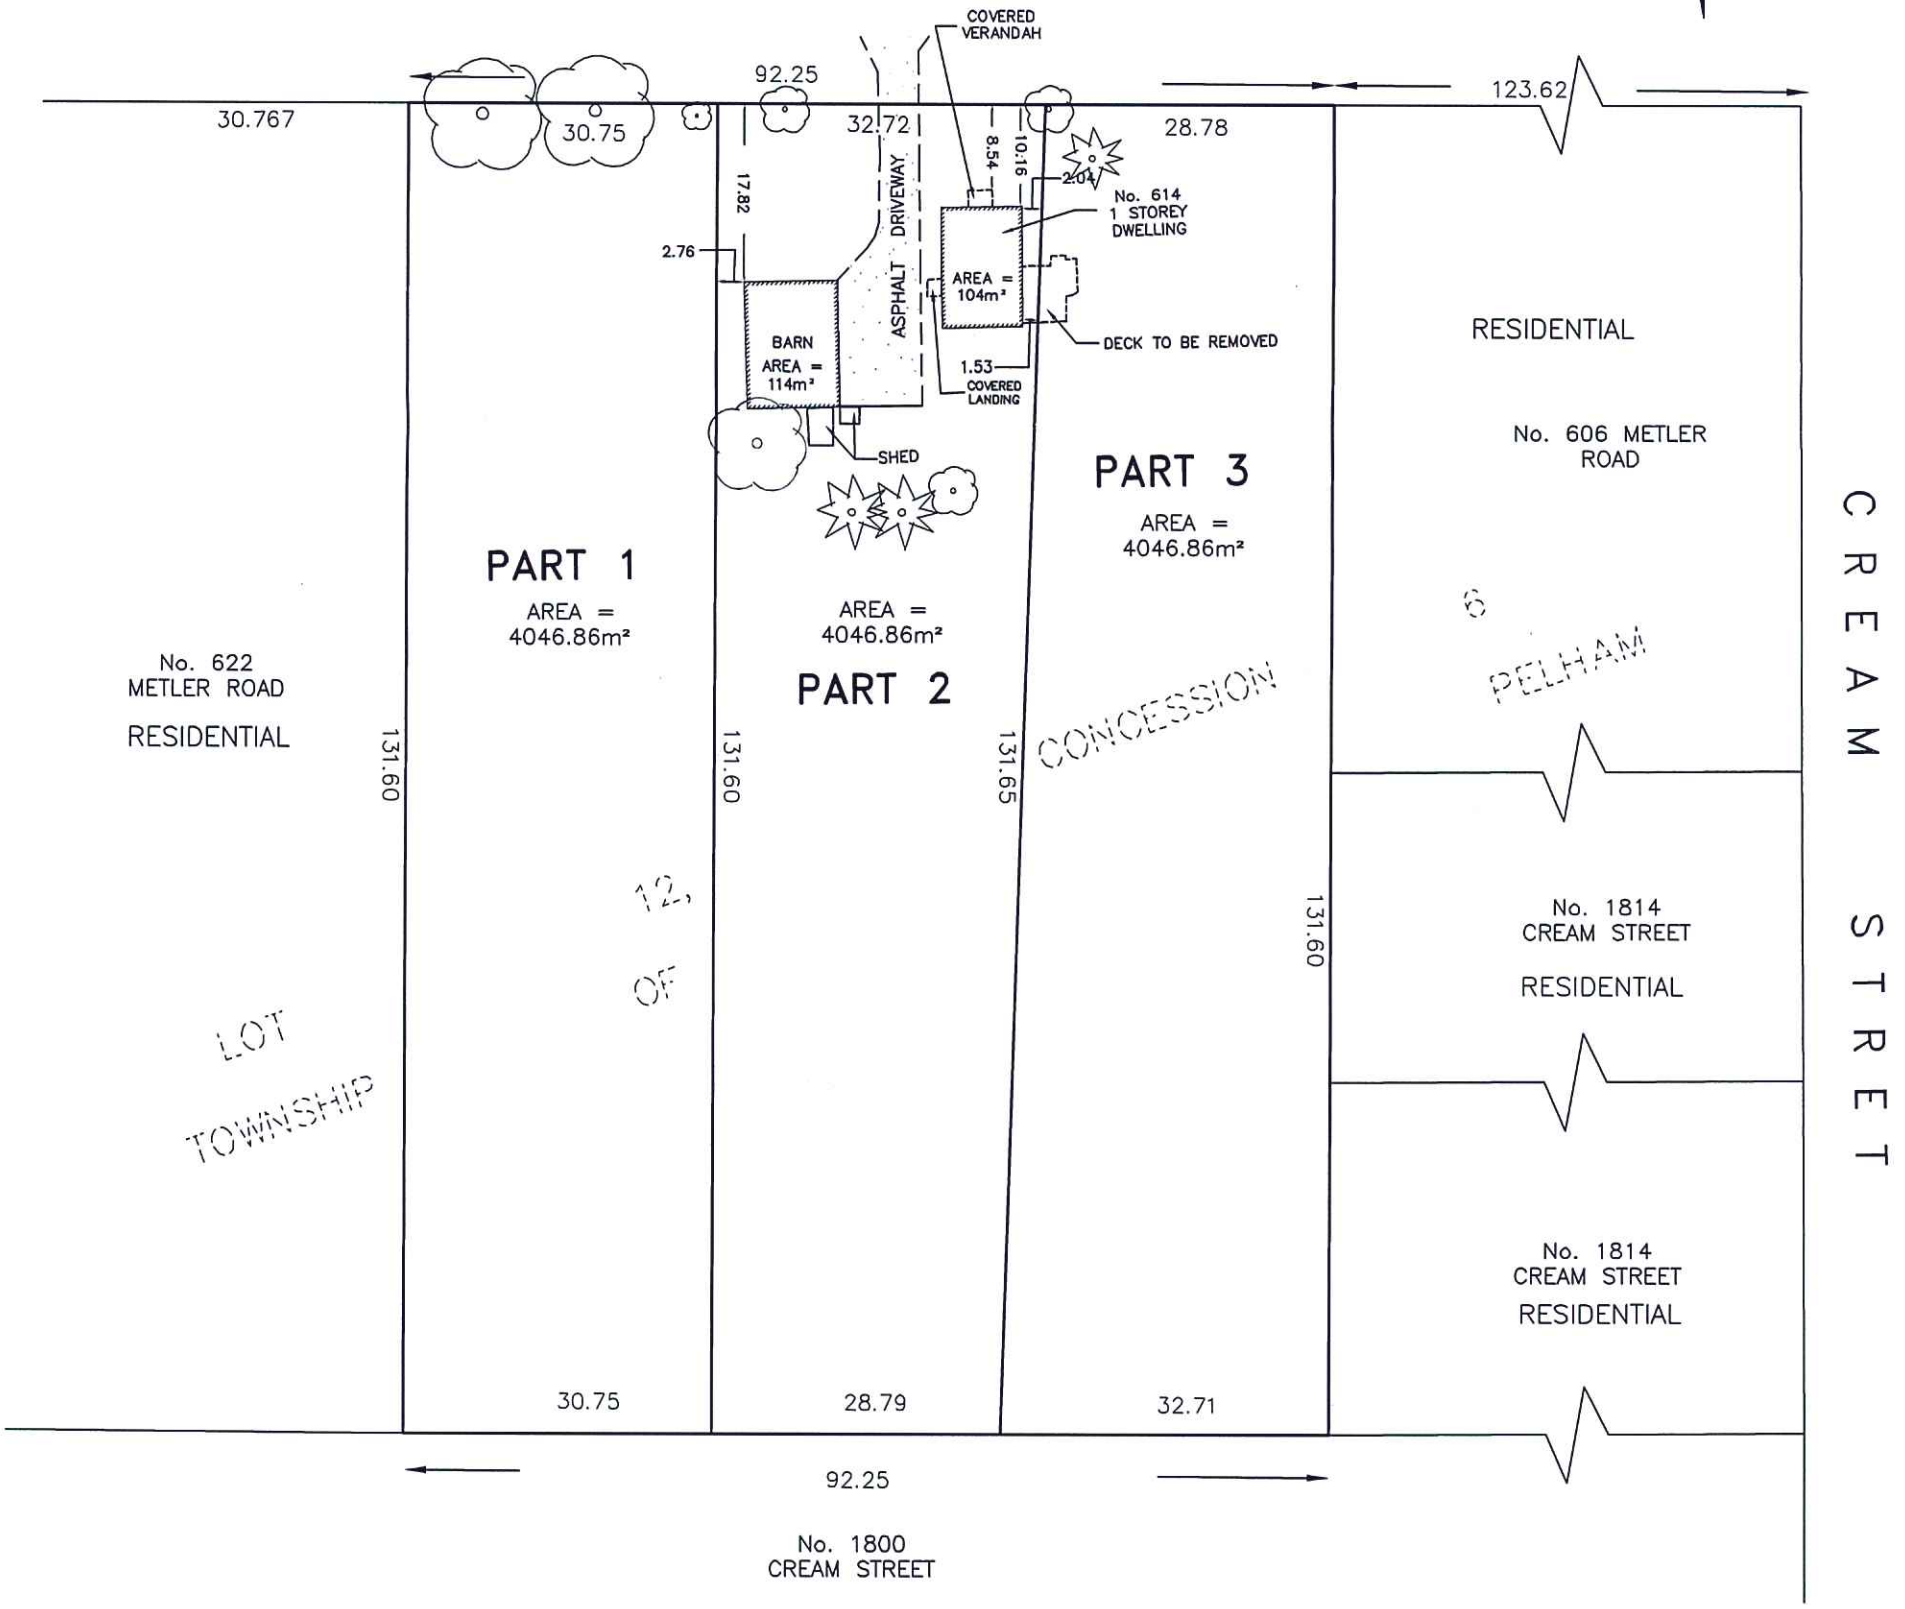 COVERED
VERANDAH
92.25
123.62
30.767
30.75
32.72
28.78
8.54
10.16
17.82
2.04
No. 614
1 STOREY
DWELLING
2.76
ASPHALT DRIVEWAY
AREA =
104m²
DECK TO BE REMOVED
BARN
AREA =
114m²
1.53
COVERED
LANDING
SHED
RESIDENTIAL
No. 606 METLER
ROAD
PART 3
AREA =
4046.86m²
PART 1
AREA =
4046.86m²
AREA =
4046.86m²
PART 2
No. 622
METLER ROAD
RESIDENTIAL
131.60
131.60
131.65
131.60
LOT
12,
CONCESSION
6
TOWNSHIP
OF
PELHAM
CREAM STREET
No. 1814
CREAM STREET
RESIDENTIAL
No. 1814
CREAM STREET
RESIDENTIAL
30.75
28.79
32.71
92.25
No. 1800
CREAM STREET